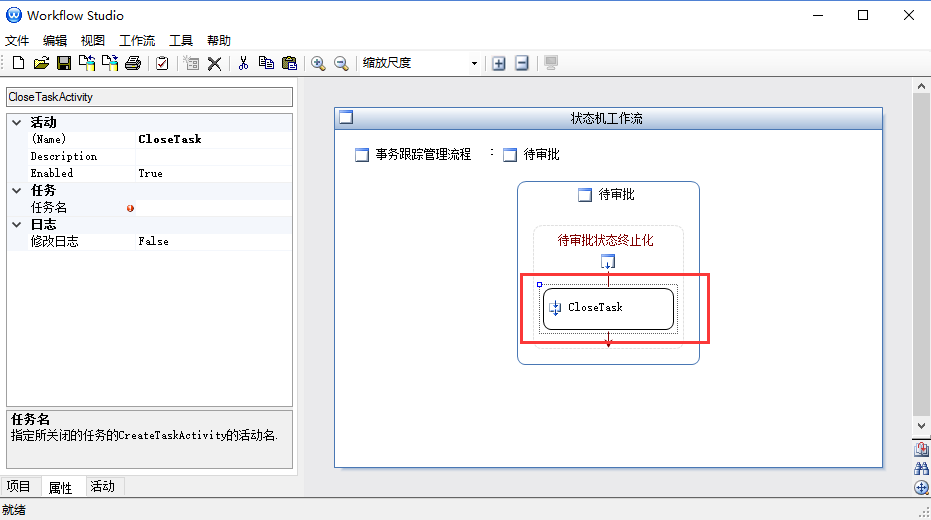 Workflow Studio
文件 编辑 视图 工作流 工具 帮助
缩放尺度
CloseTaskActivity
活动
(Name) CloseTask
Description
Enabled True
任务
任务名
日志
修改日志 False
任务名
指定所关闭的任务的CreateTaskActivity的活动名.
项目 属性 活动
就绪
状态机工作流
事务跟踪管理流程 : 待审批
待审批
待审批状态终止化
CloseTask